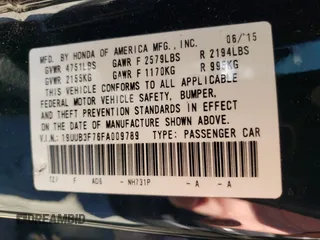 MFD. BY HONDA OF AMERICA MFG., INC. 06/15
GVWR 4751LBS GAWR F 2579LBS R 2194LBS
GVWR 2155KG GAWR F 1170KG R 995KG
THIS VEHICLE CONFORMS TO ALL APPLICABLE
FEDERAL MOTOR VEHICLE SAFETY, BUMPER,
AND THEFT PREVENTION STANDARDS IN EFFECT
ON THE DATE OF MANUFACTURE SHOWN ABOVE.
V.I.N. 19UUB3F76FA009789 TYPE: PASSENGER CAR
F AOS - NH731P - A - A
DREAMBID